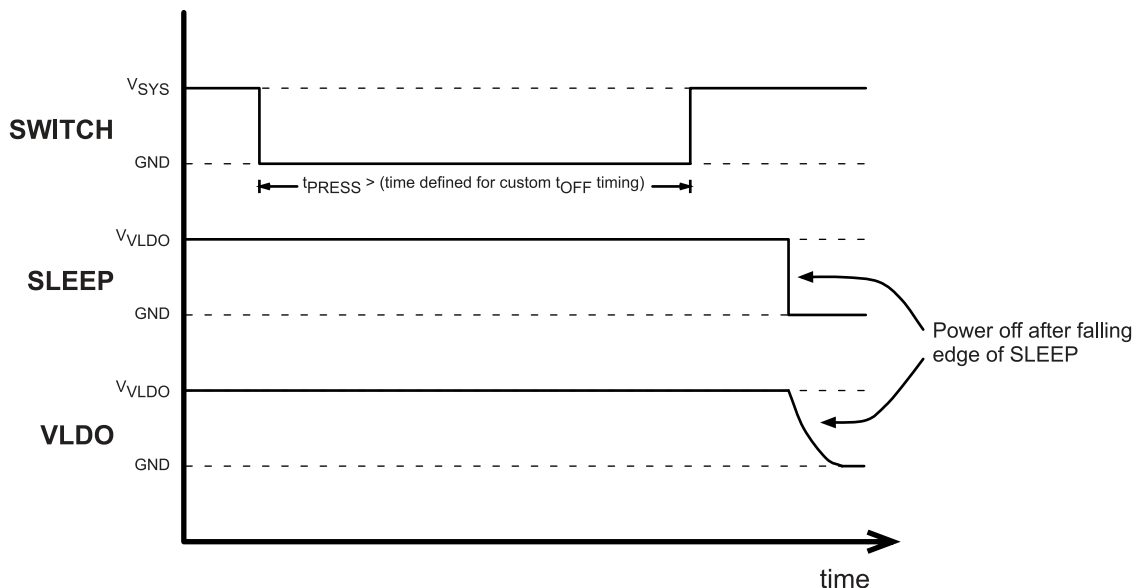 VSYS
SWITCH
GND
tPRESS > (time defined for custom tOFF timing)
VVLDO
SLEEP
GND
Power off after falling
edge of SLEEP
VVLDO
VLDO
GND
time